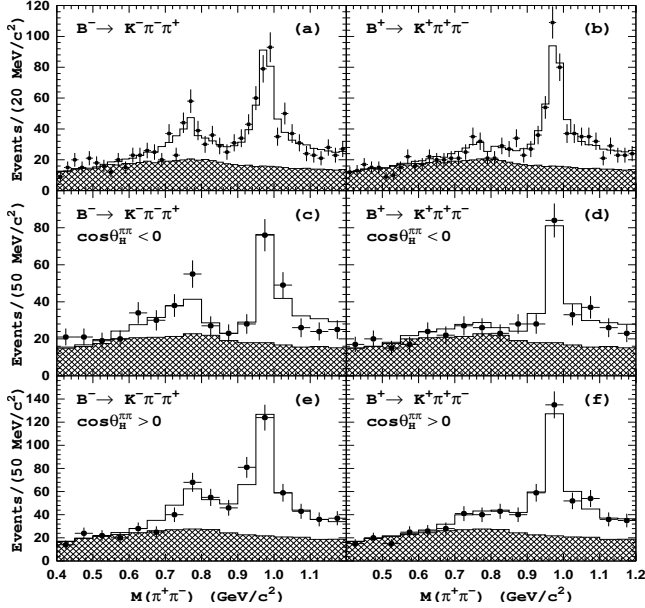 B⁻→ K⁻π⁻π⁺ (a)
B⁺→ K⁺π⁺π⁻ (b)
Events/(20 MeV/c²)
120
100
80
60
40
20
0
B⁻→ K⁻π⁻π⁺ (c)
cosθ_H^ππ <0
B⁺→ K⁺π⁺π⁻ (d)
cosθ_H^ππ <0
Events/(50 MeV/c²)
80
60
40
20
0
B⁻→ K⁻π⁻π⁺ (e)
cosθ_H^ππ >0
B⁺→ K⁺π⁺π⁻ (f)
cosθ_H^ππ >0
Events/(50 MeV/c²)
140
120
100
80
60
40
20
0
0.4 0.5 0.6 0.7 0.8 0.9 1.0 1.1
0.5 0.6 0.7 0.8 0.9 1.0 1.1 1.2
M(π⁺π⁻) (GeV/c²)
M(π⁺π⁻) (GeV/c²)